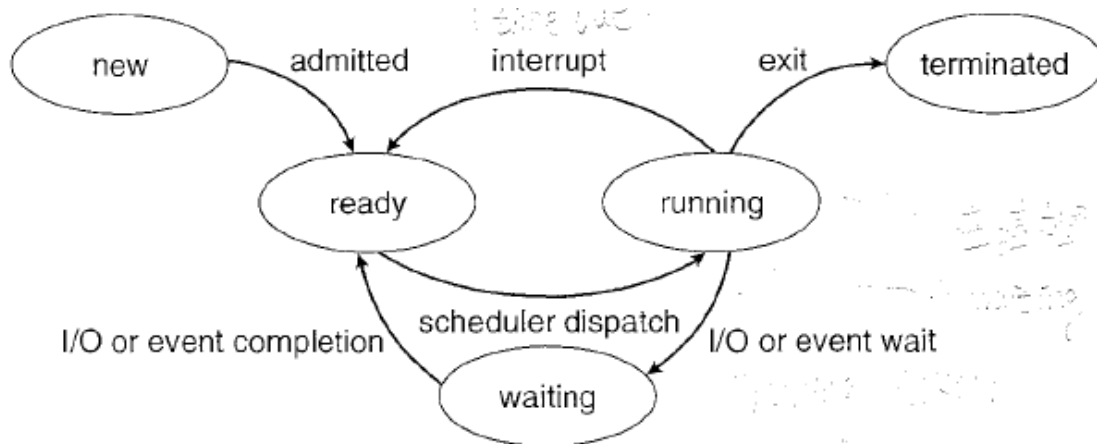 new
admitted
interrupt
exit
terminated
ready
running
I/O or event completion
scheduler dispatch
I/O or event wait
waiting